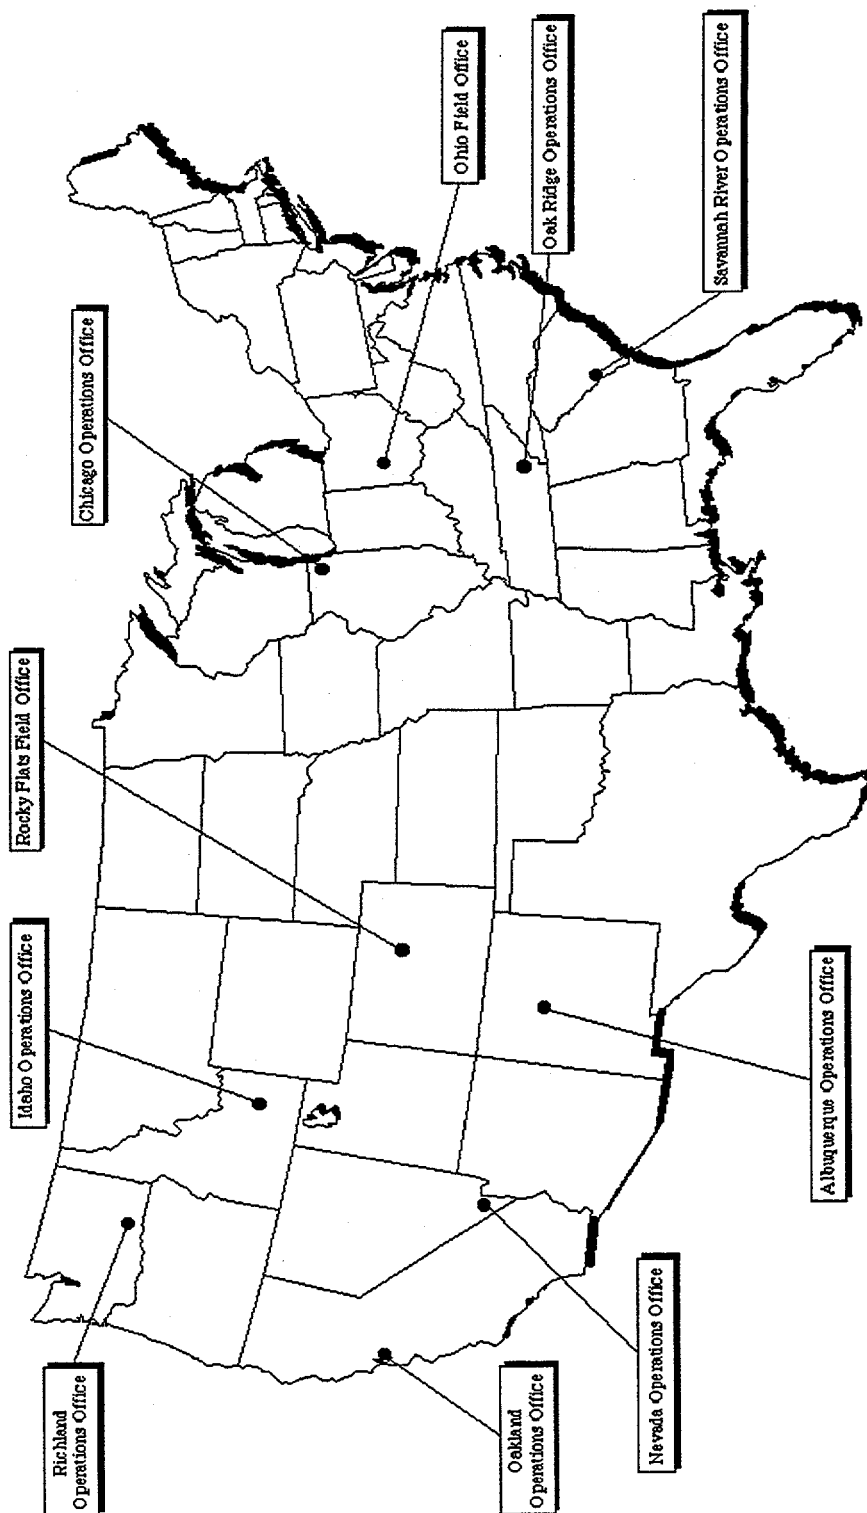 Richland
Operations Office
Idaho Operations Office
Rocky Flats Field Office
Chicago Operations Office
Ohio Field Office
Oak Ridge Operations Office
Savannah River Operations Office
Oakland
Operations Office
Nevada Operations Office
Albuquerque Operations Office